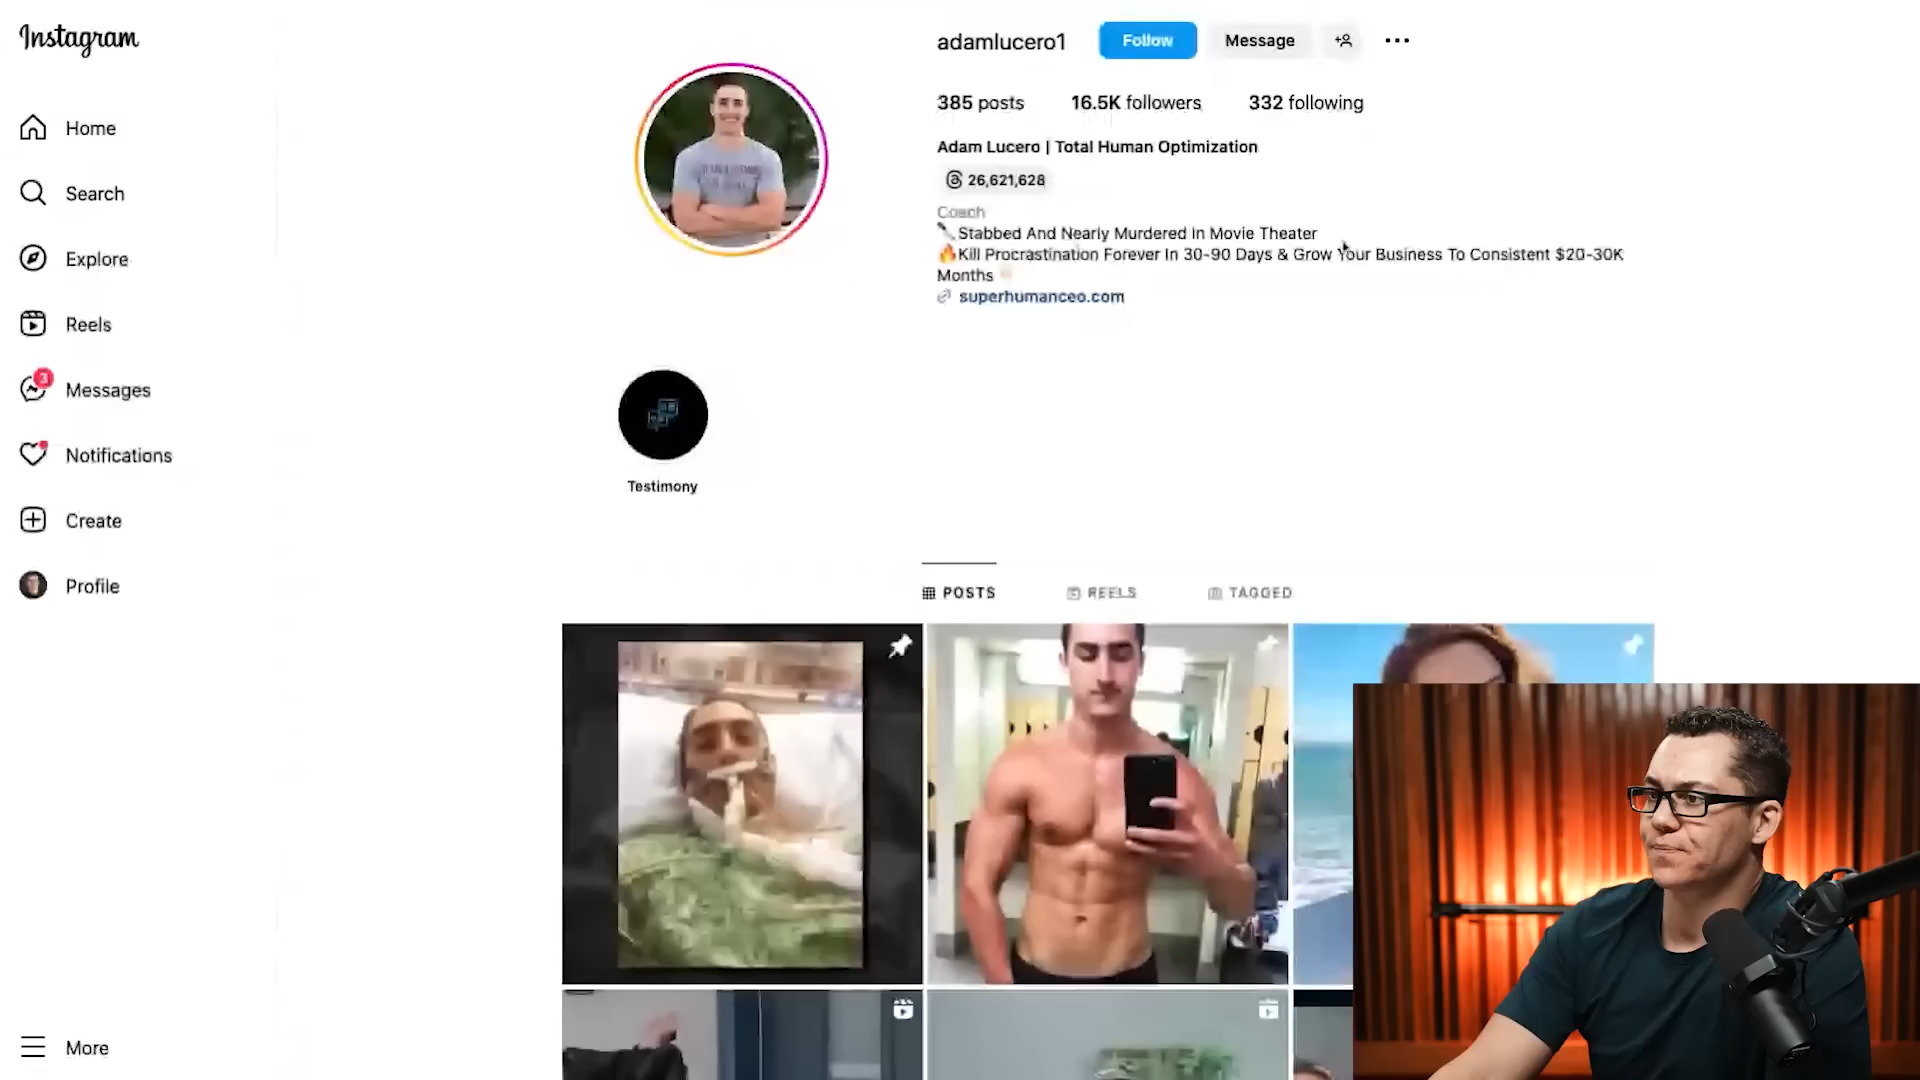 Instagram
adamlucero1 Follow Message
385 posts 16.5K followers 332 following
Adam Lucero | Total Human Optimization
26,621,628
Coach
Stabbed And Nearly Murdered In Movie Theater
Kill Procrastination Forever In 30-90 Days & Grow Your Business To Consistent $20-30K
Months
superhumanceo.com
Home
Search
Explore
Reels
3
Messages
Notifications
Create
Profile
More
Testimony
POSTS REELS TAGGED